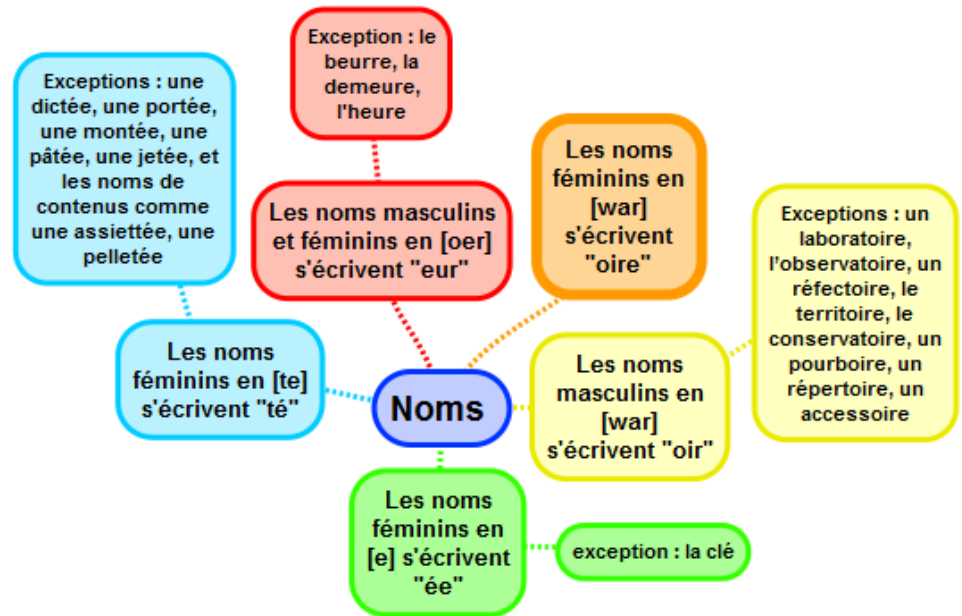 Exception : le
beurre, la
demeure,
l'heure
Exceptions : une
dictée, une portée,
une montée, une
pâtée, une jetée, et
les noms de
contenus comme
une assiettée, une
pelletée
Les noms masculins
et féminins en [oer]
s'écrivent "eur"
Les noms
féminins en
[war]
s'écrivent
"oire"
Exceptions : un
laboratoire,
l'observatoire, un
réfectoire, le
territoire, le
conservatoire, un
pourboire, un
répertoire, un
accessoire
Les noms
féminins en [te]
s'écrivent "té"
Noms
Les noms
masculins en
[war]
s'écrivent "oir"
Les noms
féminins en
[e] s'écrivent
"ée"
exception : la clé